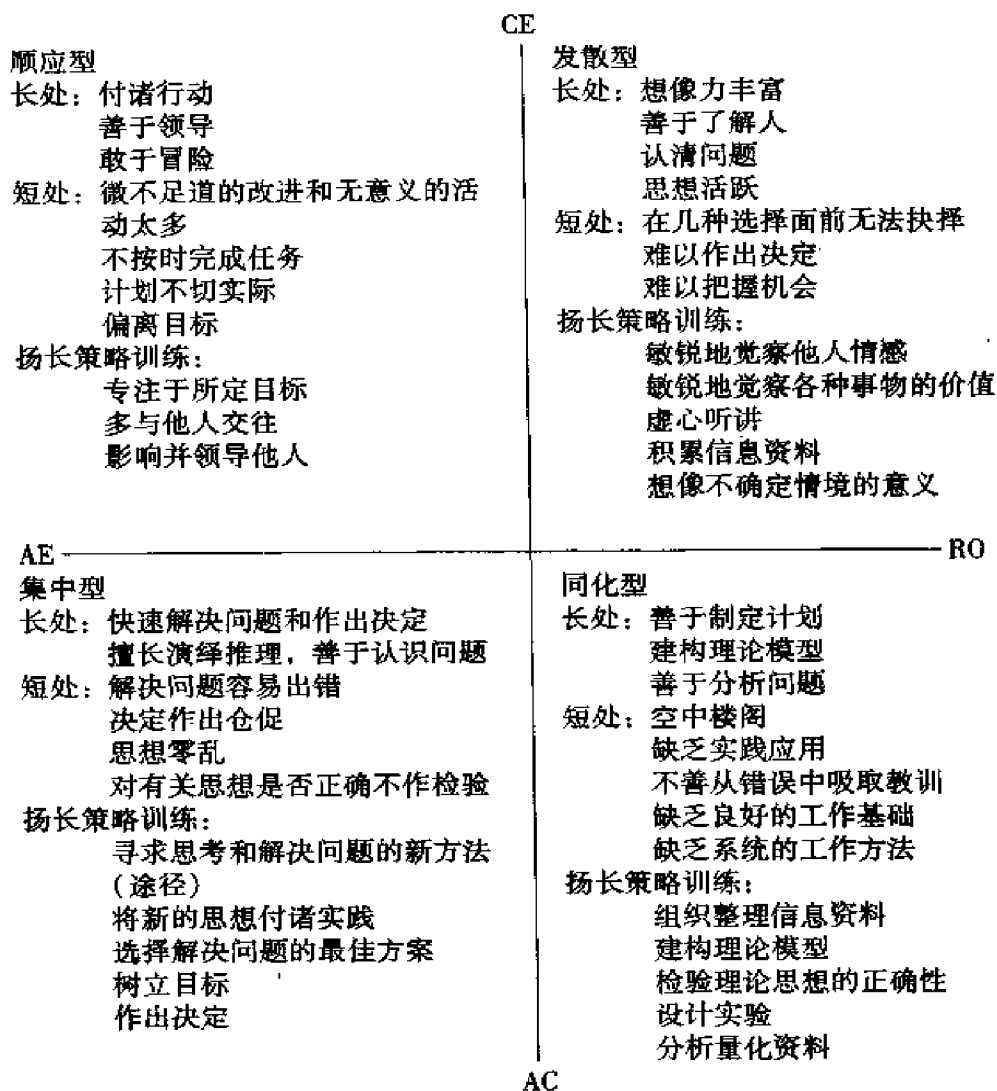 CE
顺应型
长处：付诸行动
善于领导
敢于冒险
短处：微不足道的改进和无意义的活
动太多
不按时完成任务
计划不切实际
偏离目标
扬长策略训练：
专注于所定目标
多与他人交往
影响并领导他人
发散型
长处：想像力丰富
善于了解人
认清问题
思想活跃
短处：在几种选择面前无法抉择
难以作出决定
难以把握机会
扬长策略训练：
敏锐地觉察他人情感
敏锐地觉察各种事物的价值
虚心听讲
积累信息资料
想像不确定情境的意义
AE
RO
集中型
长处：快速解决问题和作出决定
擅长演绎推理，善于认识问题
短处：解决问题容易出错
决定作出仓促
思想零乱
对有关思想是否正确不作检验
扬长策略训练：
寻求思考和解决问题的新方法
（途径）
将新的思想付诸实践
选择解决问题的最佳方案
树立目标
作出决定
同化型
长处：善于制定计划
建构理论模型
善于分析问题
短处：空中楼阁
缺乏实践应用
不善从错误中吸取教训
缺乏良好的工作基础
缺乏系统的工作方法
扬长策略训练：
组织整理信息资料
建构理论模型
检验理论思想的正确性
设计实验
分析量化资料
AC